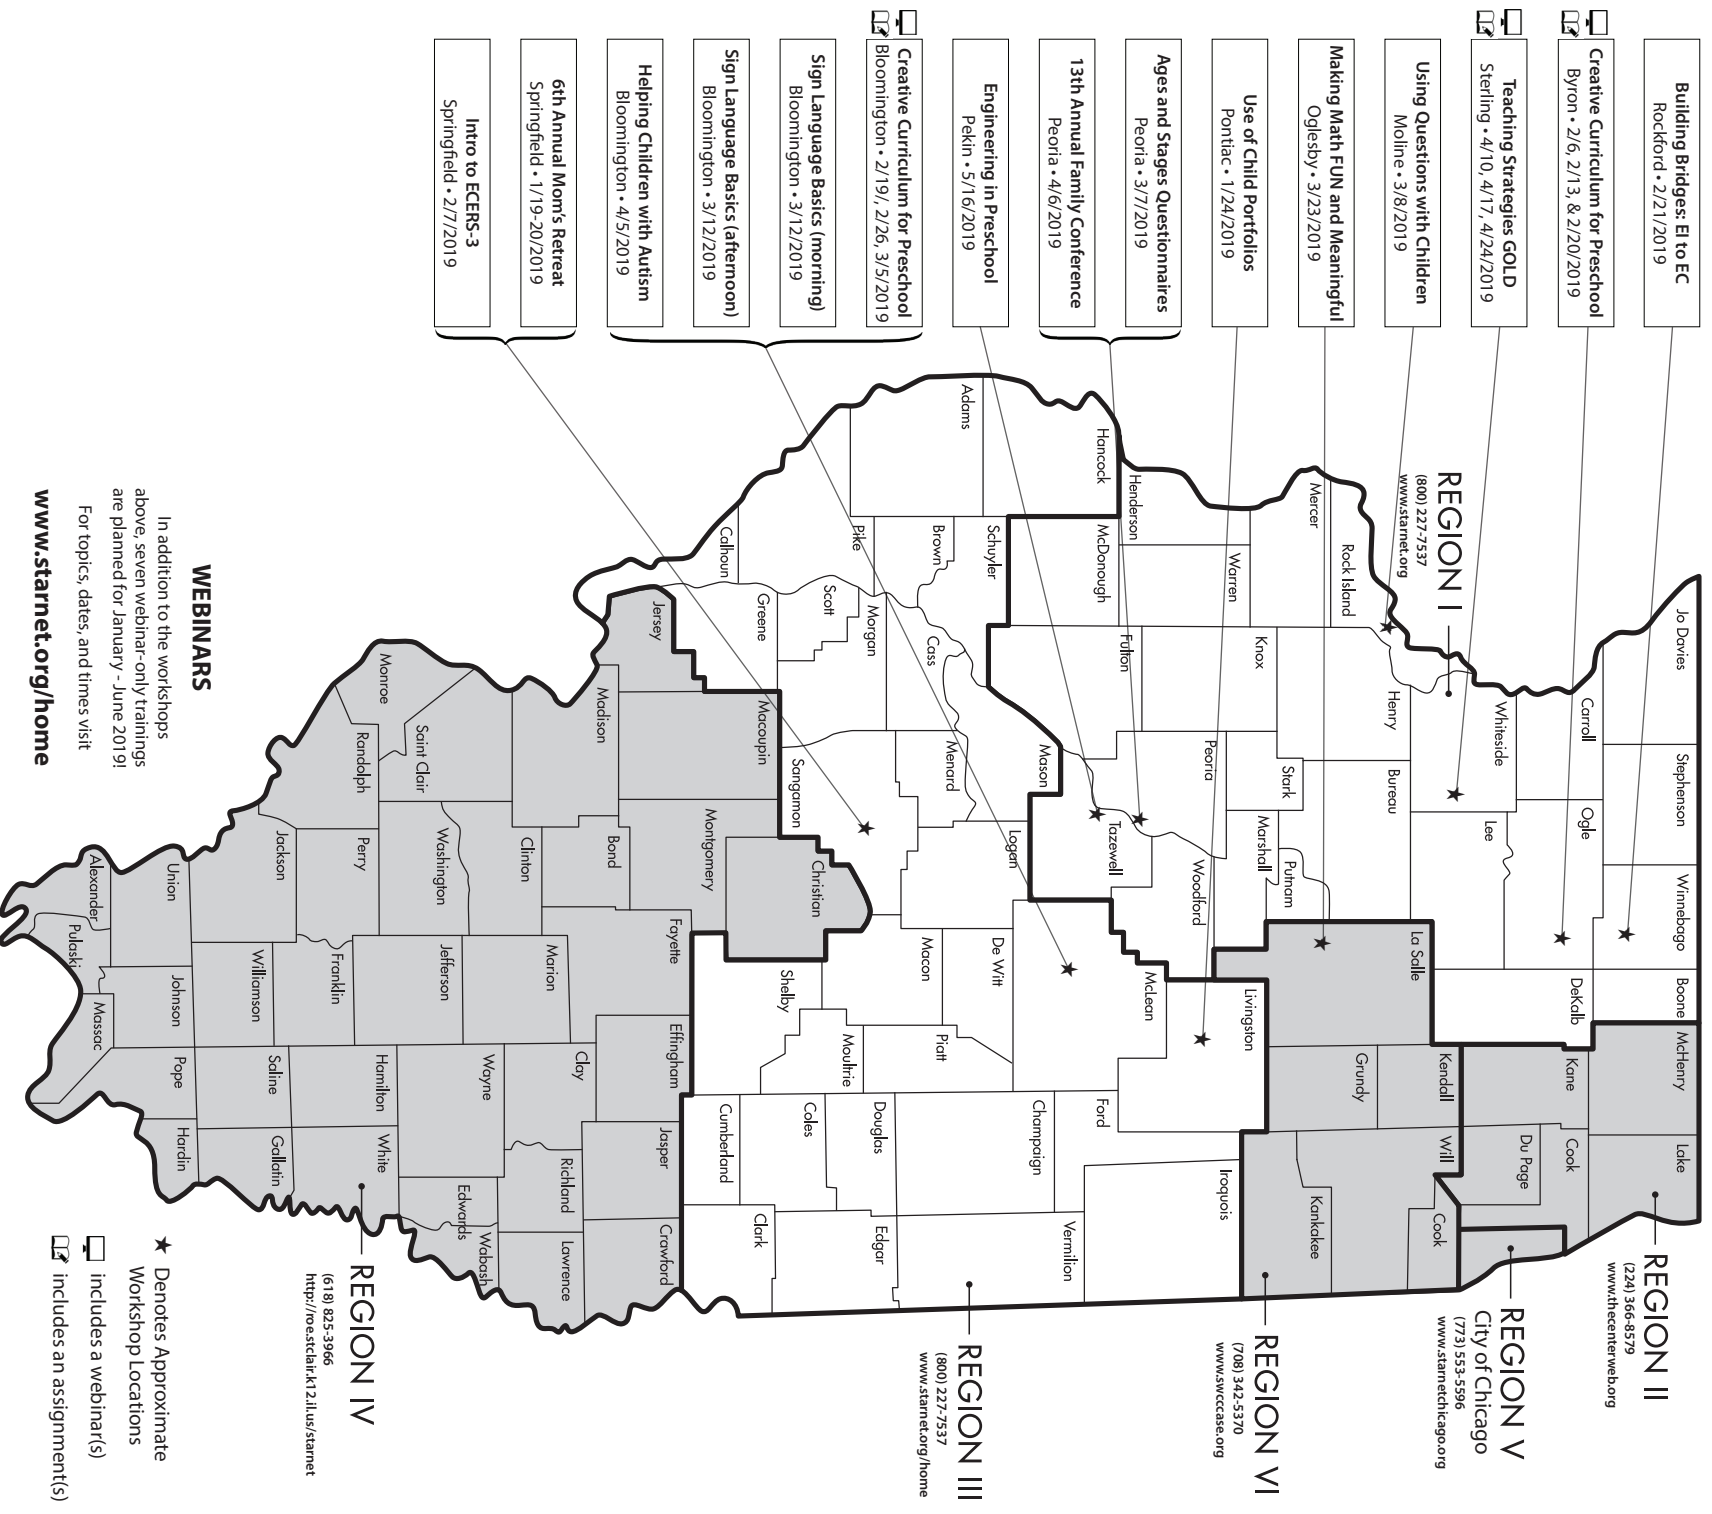 Building Bridges: EI to EC
Rockford • 2/21/2019
Creative Curriculum for Preschool
Byron • 2/6, 2/13, & 2/20/2019
Teaching Strategies GOLD
Sterling • 4/10, 4/17, 4/24/2019
Using Questions with Children
Moline • 3/8/2019
Making Math FUN and Meaningful
Oglesby • 3/23/2019
Use of Child Portfolios
Pontiac • 1/24/2019
Ages and Stages Questionnaires
Peoria • 3/7/2019
13th Annual Family Conference
Peoria • 4/6/2019
Engineering in Preschool
Pekin • 5/16/2019
Creative Curriculum for Preschool
Bloomington • 2/19/, 2/26, 3/5/2019
Sign Language Basics (morning)
Bloomington • 3/12/2019
Sign Language Basics (afternoon)
Bloomington • 3/12/2019
Helping Children with Autism
Bloomington • 4/5/2019
6th Annual Mom's Retreat
Springfield • 1/19-20/2019
Intro to ECERS-3
Springfield • 2/7/2019
REGION I
(800) 227-7537
www.starnet.org
Jo Davies
Stephenson
Winnebago
Boone
McHenry
Lake
Carroll
Ogle
DeKalb
Kane
Cook
Du Page
Whiteside
Lee
Kendall
Will
Cook
Rock Island
Henry
Bureau
La Salle
Grundy
Kankakee
Mercer
Stark
Putnam
Marshall
Livingston
Iroquois
Henderson
Warren
Knox
Peoria
Woodford
Hancock
McDonough
Fulton
Tazewell
McLean
Ford
Vermilion
Adams
Schuyler
Brown
Mason
Logan
De Witt
Champaign
Pike
Cass
Menard
Macon
Piatt
Douglas
Edgar
Scott
Morgan
Sangamon
Christian
Shelby
Moultrie
Coles
Cumberland
Clark
Calhoun
Greene
Jersey
Macoupin
Montgomery
Fayette
Effingham
Jasper
Crawford
Madison
Bond
Clinton
Marion
Clay
Richland
Lawrence
Monroe
Saint Clair
Washington
Jefferson
Wayne
Edwards
Wabash
Randolph
Perry
Franklin
Hamilton
White
Jackson
Williamson
Saline
Gallatin
Union
Johnson
Pope
Hardin
Alexander
Pulaski
Massac
REGION II
(224) 366-8579
www.thecenterweb.org
REGION V
City of Chicago
(773) 553-5596
www.starnetchicago.org
REGION VI
(708) 342-5370
www.swcccase.org
REGION III
(800) 227-7537
www.starnet.org/home
REGION IV
(618) 825-3966
http://roe.stclair.k12.il.us/starnet
WEBINARS
In addition to the workshops
above, seven webinar-only trainings
are planned for January - June 2019!
For topics, dates, and times visit
www.starnet.org/home
★ Denotes Approximate
Workshop Locations
includes a webinar(s)
includes an assignment(s)